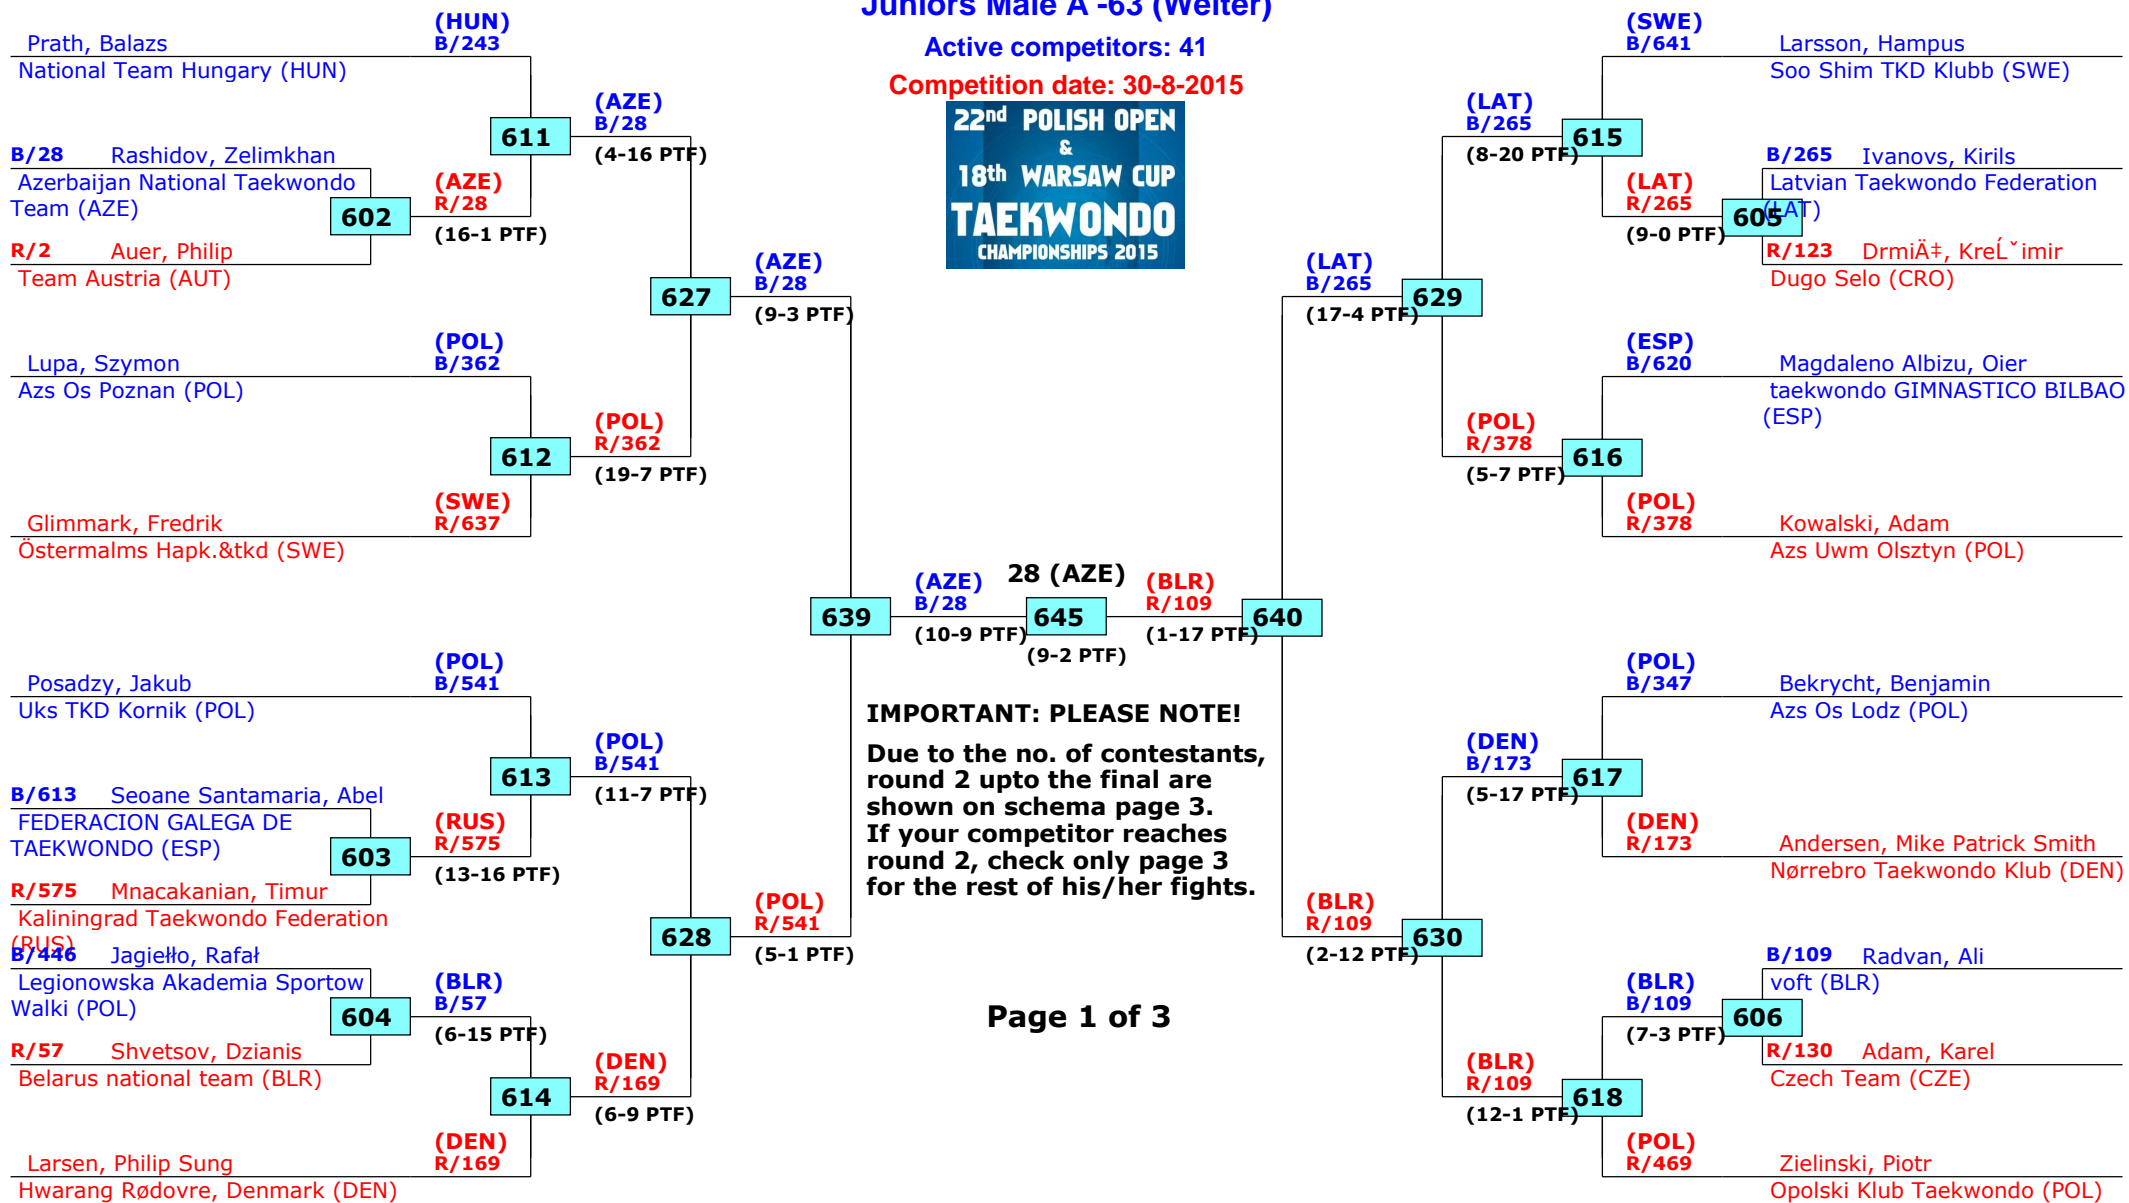 Juniors Male A -63 (Welter)
Active competitors: 41
Competition date: 30-8-2015
22nd POLISH OPEN
&
18th WARSAW CUP
TAEKWONDO
CHAMPIONSHIPS 2015
(HUN)
B/243
Prath, Balazs
National Team Hungary (HUN)
(AZE)
B/28
611
(4-16 PTF)
B/28 Rashidov, Zelimkhan
Azerbaijan National Taekwondo
Team (AZE)
602
(AZE)
R/28
(16-1 PTF)
R/2 Auer, Philip
Team Austria (AUT)
627
(AZE)
B/28
(9-3 PTF)
(POL)
B/362
Lupa, Szymon
Azs Os Poznan (POL)
612
(POL)
R/362
(19-7 PTF)
(SWE)
R/637
Glimmark, Fredrik
Östermalms Hapk.&tkd (SWE)
639
(AZE)
B/28
(10-9 PTF)
28 (AZE)
645
(9-2 PTF)
(BLR)
R/109
(1-17 PTF)
640
(POL)
B/541
Posadzy, Jakub
Uks TKD Kornik (POL)
613
(POL)
B/541
(11-7 PTF)
B/613 Seoane Santamaria, Abel
FEDERACION GALEGA DE
TAEKWONDO (ESP)
603
(RUS)
R/575
(13-16 PTF)
R/575 Mnacakanian, Timur
Kaliningrad Taekwondo Federation
(RUS)
628
(POL)
R/541
(5-1 PTF)
B/446 Jagiełło, Rafał
Legionowska Akademia Sportow
Walki (POL)
604
(BLR)
B/57
(6-15 PTF)
R/57 Shvetsov, Dzianis
Belarus national team (BLR)
614
(DEN)
R/169
(6-9 PTF)
(DEN)
R/169
Larsen, Philip Sung
Hwarang Rødovre, Denmark (DEN)
IMPORTANT: PLEASE NOTE!
Due to the no. of contestants,
round 2 upto the final are
shown on schema page 3.
If your competitor reaches
round 2, check only page 3
for the rest of his/her fights.
Page 1 of 3
(SWE)
B/641
Larsson, Hampus
Soo Shim TKD Klubb (SWE)
(LAT)
B/265
615
(8-20 PTF)
B/265 Ivanovs, Kirils
Latvian Taekwondo Federation
(LAT)
(LAT)
R/265
605
(9-0 PTF)
R/123 DrmiÄ‡, KreĹˇimir
Dugo Selo (CRO)
(LAT)
B/265
629
(17-4 PTF)
(ESP)
B/620
Magdaleno Albizu, Oier
taekwondo GIMNASTICO BILBAO
(ESP)
(POL)
R/378
616
(5-7 PTF)
(POL)
R/378
Kowalski, Adam
Azs Uwm Olsztyn (POL)
(POL)
B/347
Bekrycht, Benjamin
Azs Os Lodz (POL)
(DEN)
B/173
617
(5-17 PTF)
(DEN)
R/173
Andersen, Mike Patrick Smith
Nørrebro Taekwondo Klub (DEN)
(BLR)
R/109
630
(2-12 PTF)
B/109 Radvan, Ali
voft (BLR)
(BLR)
B/109
606
(7-3 PTF)
R/130 Adam, Karel
Czech Team (CZE)
(BLR)
R/109
618
(12-1 PTF)
(POL)
R/469
Zielinski, Piotr
Opolski Klub Taekwondo (POL)